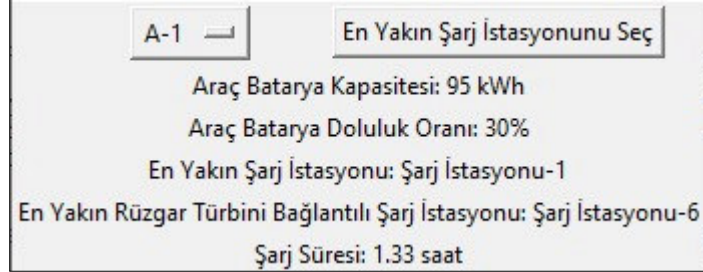 A-1 En Yakın Şarj İstasyonunu Seç
Araç Batarya Kapasitesi: 95 kWh
Araç Batarya Doluluk Oranı: 30%
En Yakın Şarj İstasyonu: Şarj İstasyonu-1
En Yakın Rüzgar Türbini Bağlantılı Şarj İstasyonu: Şarj İstasyonu-6
Şarj Süresi: 1.33 saat